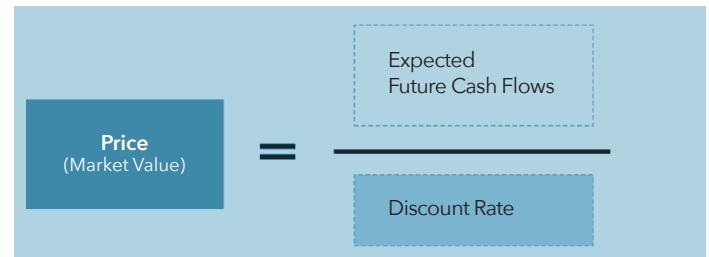 Price
(Market Value)
=
Expected
Future Cash Flows
Discount Rate